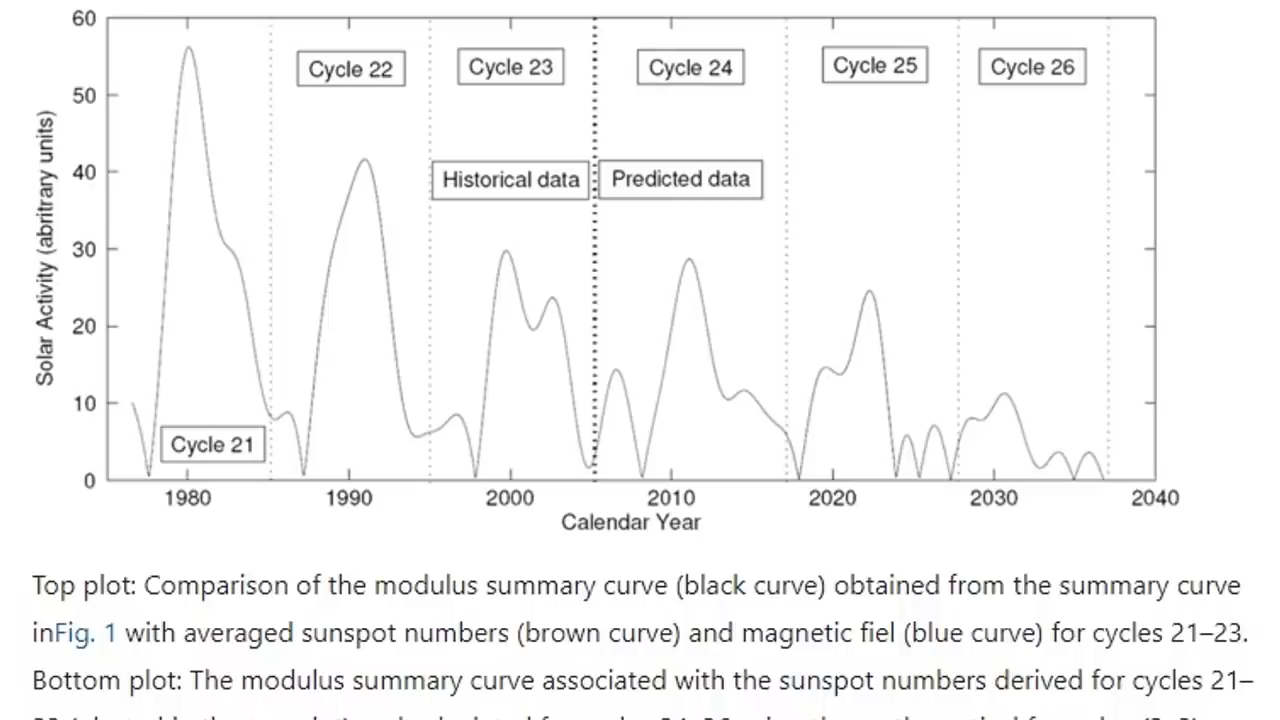 60
Cycle 22
Cycle 23
Cycle 24
Cycle 25
Cycle 26
50
40
Historical data
Predicted data
30
20
10
Cycle 21
0
Solar Activity (abritrary units)
1980
1990
2000
2010
2020
2030
2040
Calendar Year
Top plot: Comparison of the modulus summary curve (black curve) obtained from the summary curve
inFig. 1 with averaged sunspot numbers (brown curve) and magnetic fiel (blue curve) for cycles 21–23.
Bottom plot: The modulus summary curve associated with the sunspot numbers derived for cycles 21–